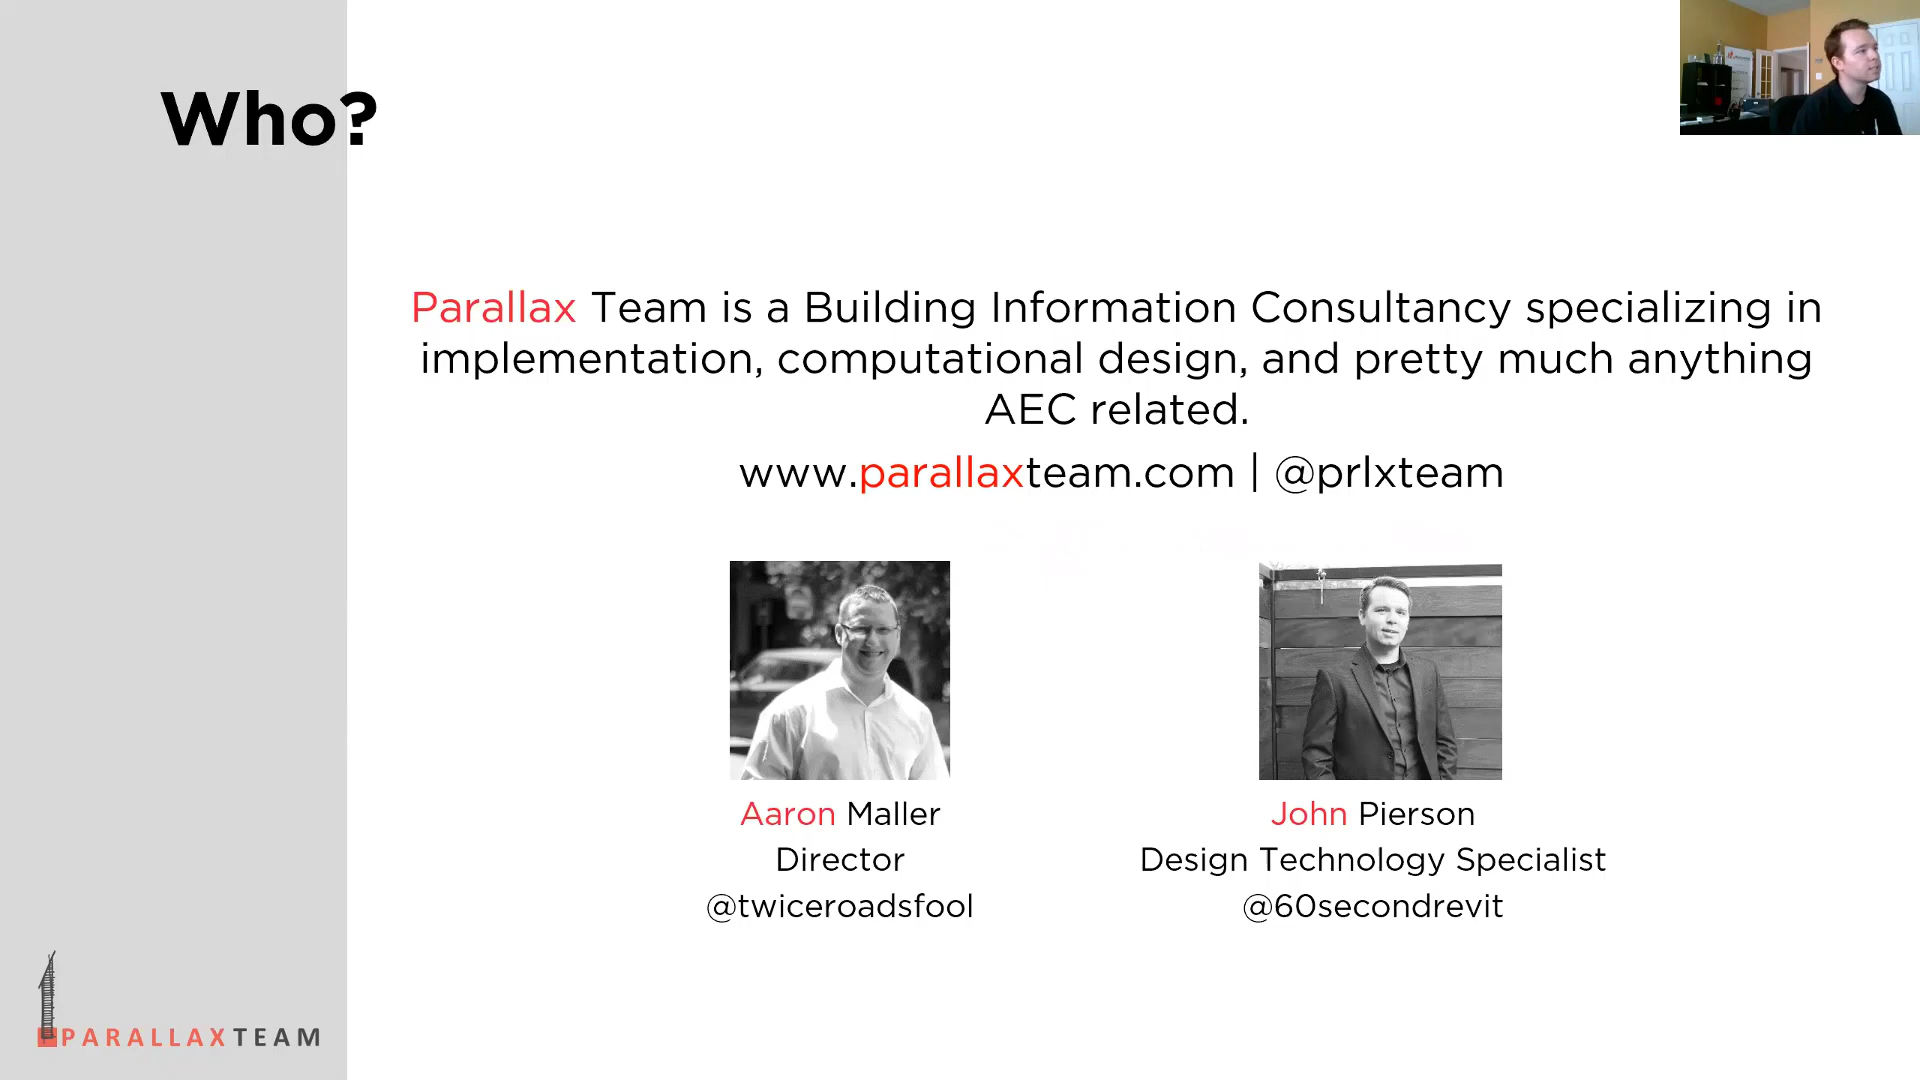 Who?
Parallax Team is a Building Information Consultancy specializing in
implementation, computational design, and pretty much anything
AEC related.
www.parallaxteam.com | @prlxteam
Aaron Maller
Director
@twiceroadsfool
John Pierson
Design Technology Specialist
@60secondrevit
PARALLAXTEAM